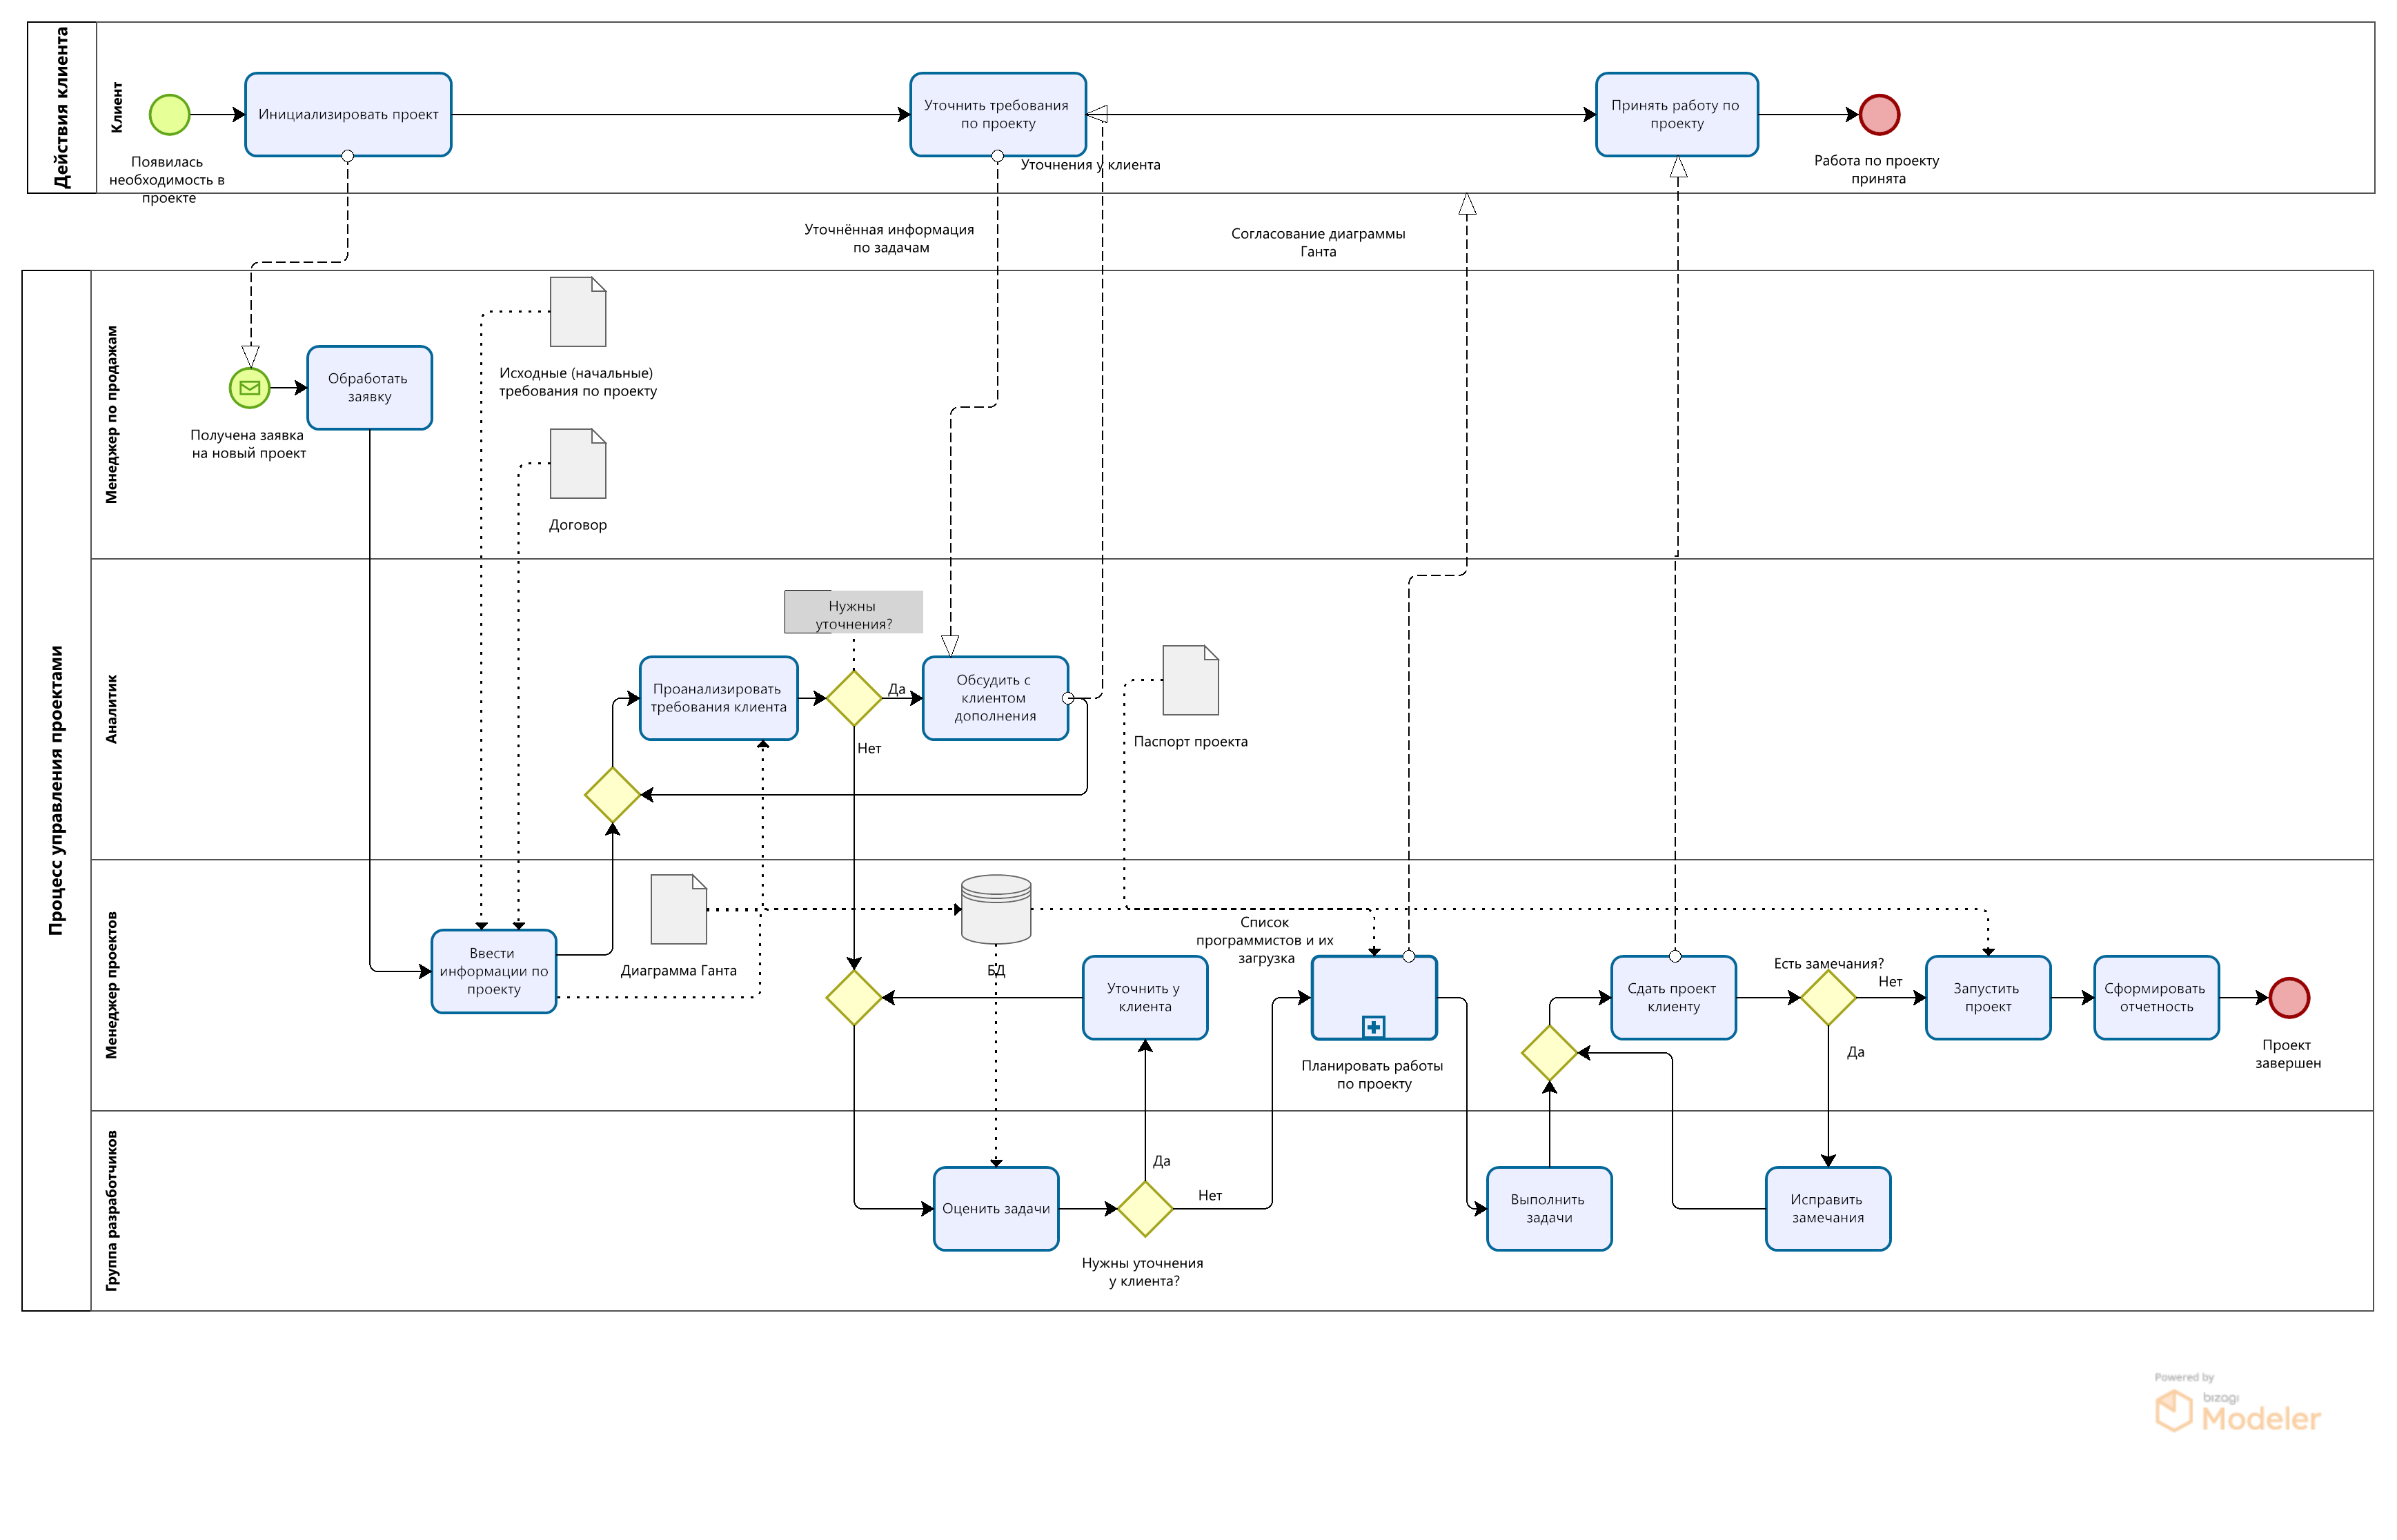 Действия клиента
Клиент
Появилась
необходимость в
проекте
Инициализировать проект
Уточнить требования
по проекту
Уточнения у клиента
Принять работу по
проекту
Работа по проекту
принята
Уточнённая информация
по задачам
Согласование диаграммы
Ганта
Процесс управления проектами
Менеджер по продажам
Получена заявка
на новый проект
Обработать
заявку
Исходные (начальные)
требования по проекту
Договор
Аналитик
Нужны
уточнения?
Проанализировать
требования клиента
Да
Нет
Обсудить с
клиентом
дополнения
Паспорт проекта
Менеджер проектов
Ввести
информации по
проекту
Диаграмма Ганта
БД
Уточнить у
клиента
Список
программистов и их
загрузка
Планировать работы
по проекту
Сдать проект
клиенту
Есть замечания?
Нет
Да
Запустить
проект
Сформировать
отчетность
Проект
завершен
Группа разработчиков
Оценить задачи
Да
Нет
Нужны уточнения
у клиента?
Выполнить
задачи
Исправить
замечания
Powered by
bizagi
Modeler